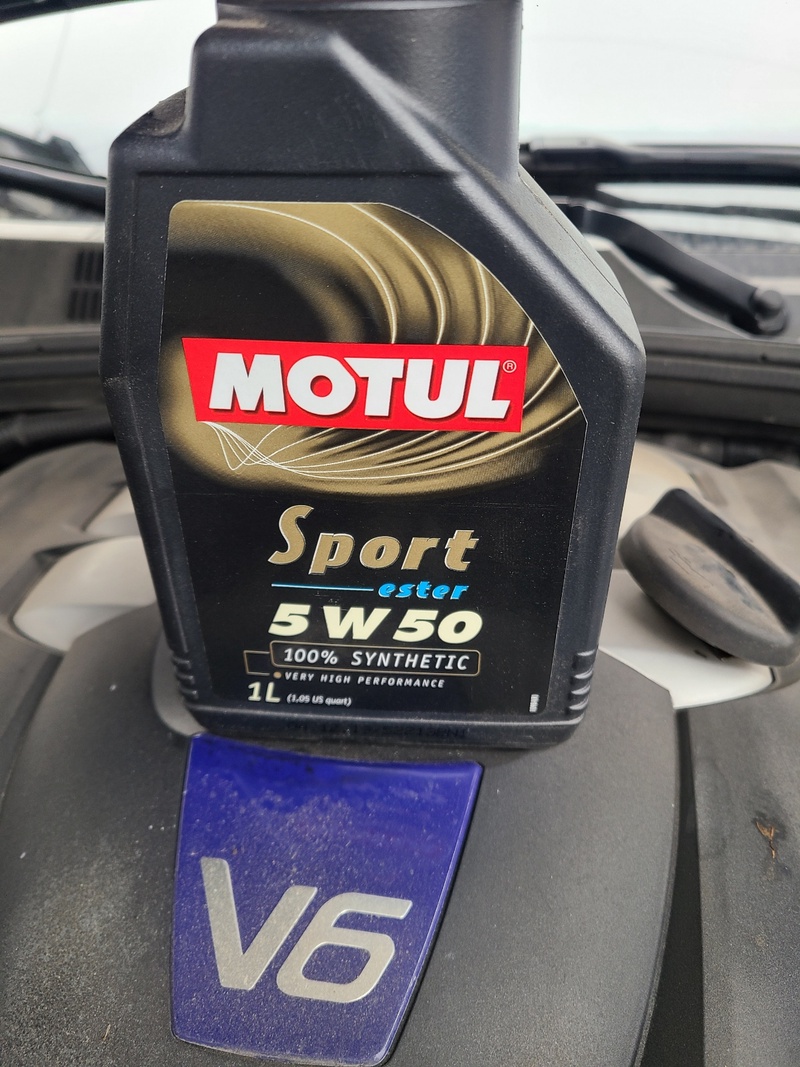 MOTUL®
Sport
ester
5W50
100% SYNTHETIC
VERY HIGH PERFORMANCE
1L (1.05 US quart)
V6